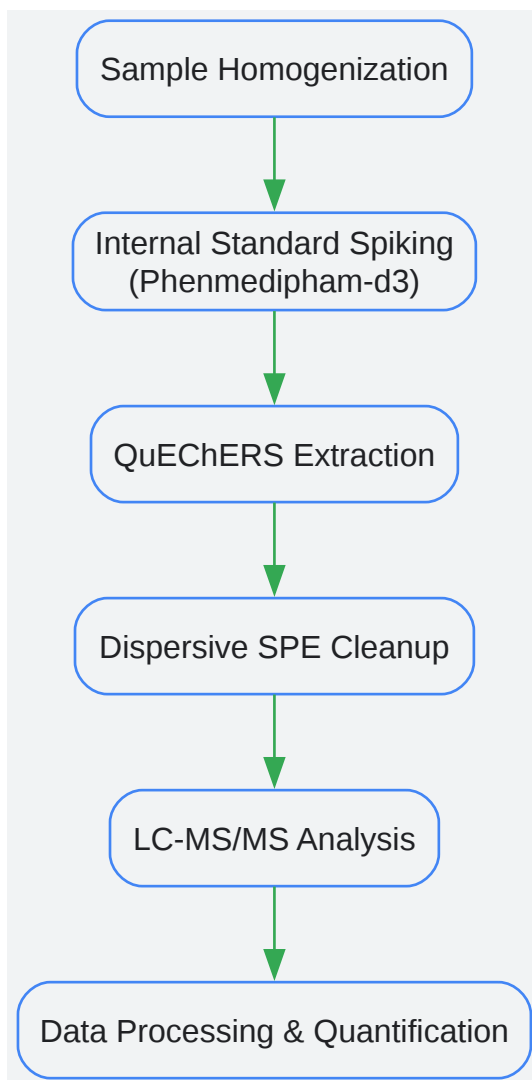 Sample Homogenization
Internal Standard Spiking
(Phenmedipham-d3)
QuEChERS Extraction
Dispersive SPE Cleanup
LC-MS/MS Analysis
Data Processing & Quantification